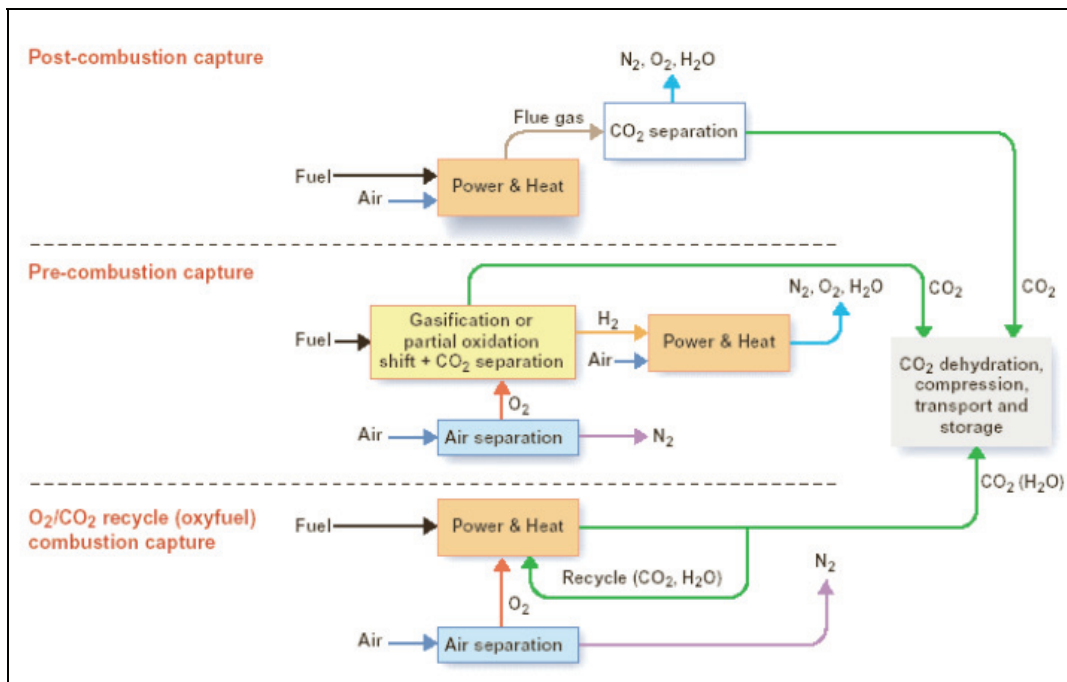 Post-combustion capture
N2, O2, H2O
Flue gas
CO2 separation
Fuel
Air
Power & Heat
CO2
Pre-combustion capture
N2, O2, H2O
CO2
Gasification or
partial oxidation
shift + CO2 separation
Fuel
H2
Air
Power & Heat
O2
Air
Air separation
N2
CO2 dehydration,
compression,
transport and
storage
CO2 (H2O)
O2/CO2 recycle (oxyfuel)
combustion capture
Fuel
Power & Heat
Recycle (CO2, H2O)
N2
O2
Air
Air separation